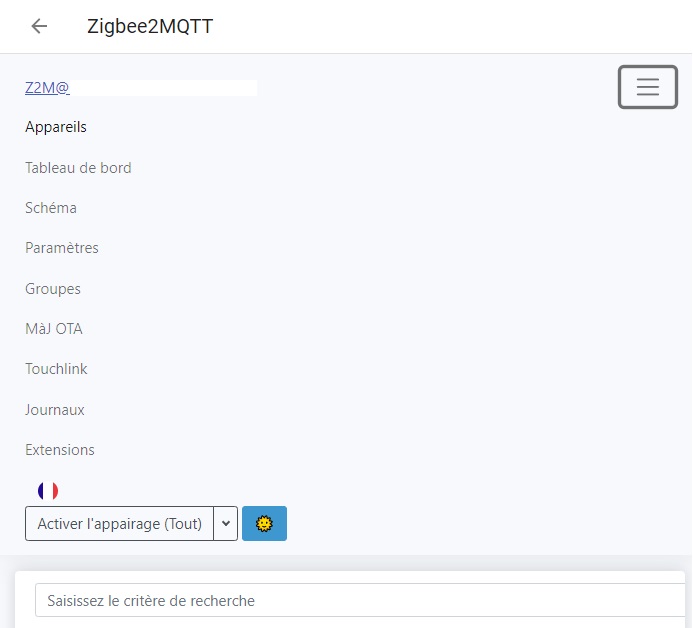 Zigbee2MQTT
Z2M@
Appareils
Tableau de bord
Schéma
Paramètres
Groupes
MàJ OTA
Touchlink
Journaux
Extensions
Activer l'appairage (Tout)
Saisissez le critère de recherche